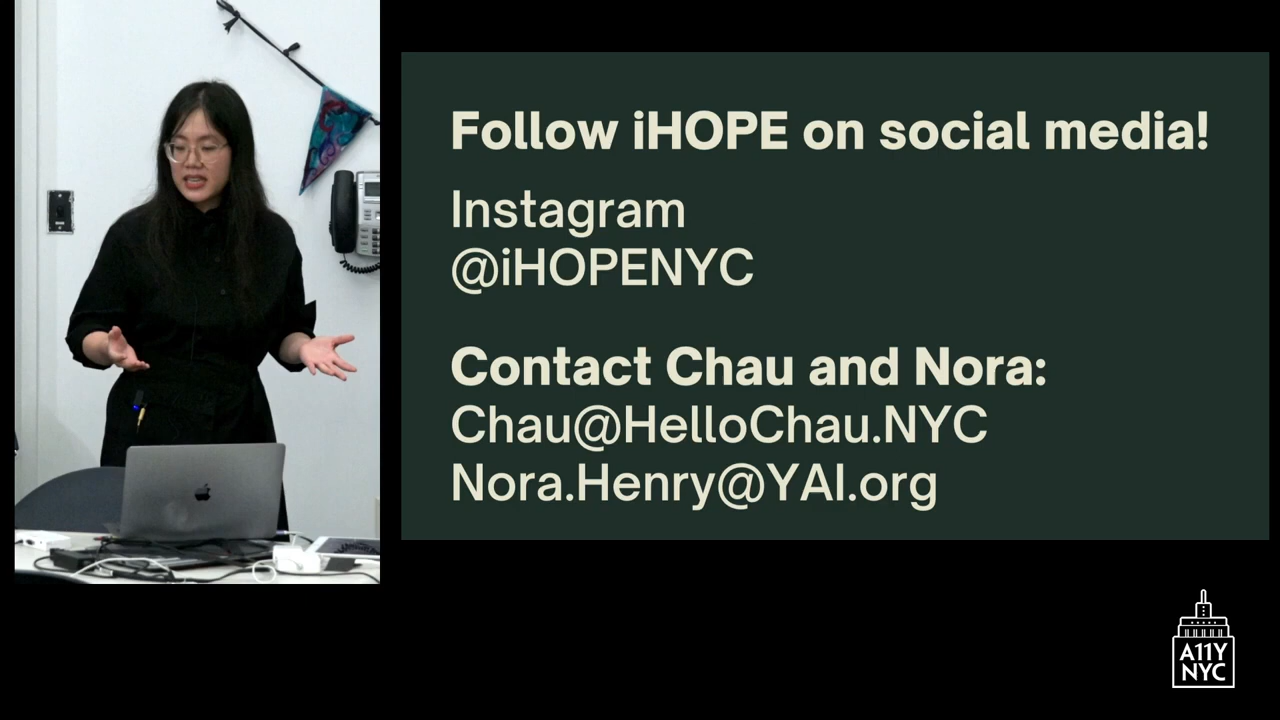 Follow iHOPE on social media!
Instagram
@iHOPENYC
Contact Chau and Nora:
Chau@HelloChau.NYC
Nora.Henry@YAI.org
A11Y
NYC